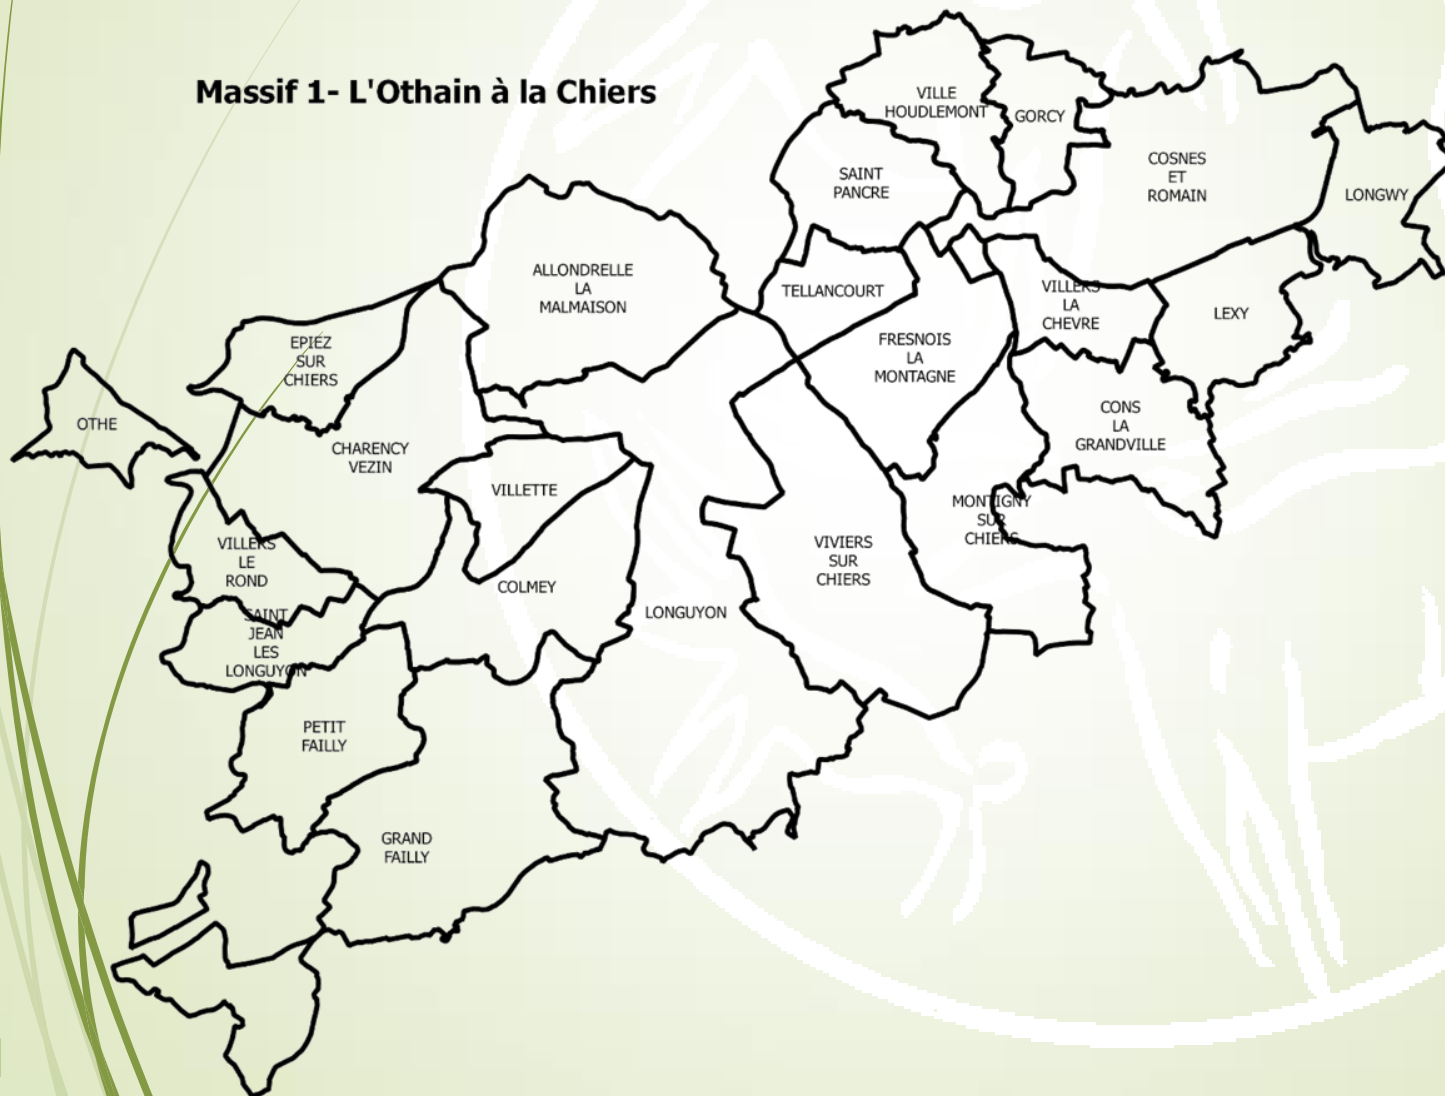 Massif 1- L'Othain à la Chiers
VILLE
HOUDLEMONT
GORCY
COSNES
ET
ROMAIN
SAINT
PANCRE
LONGWY
ALLONDRELLE
LA
MALMAISON
TELLANCOURT
VILLERS
LA
CHEVRE
LEXY
EPIEZ
SUR
CHIERS
FRESNOIS
LA
MONTAGNE
OTHE
CONS
LA
GRANDVILLE
CHARENCY
VEZIN
VILLETTE
MONTIGNY
SUR
CHIERS
VILLERS
LE
ROND
VIVIERS
SUR
CHIERS
COLMEY
LONGUYON
SAINT
JEAN
LES
LONGUYON
PETIT
FAILLY
GRAND
FAILLY